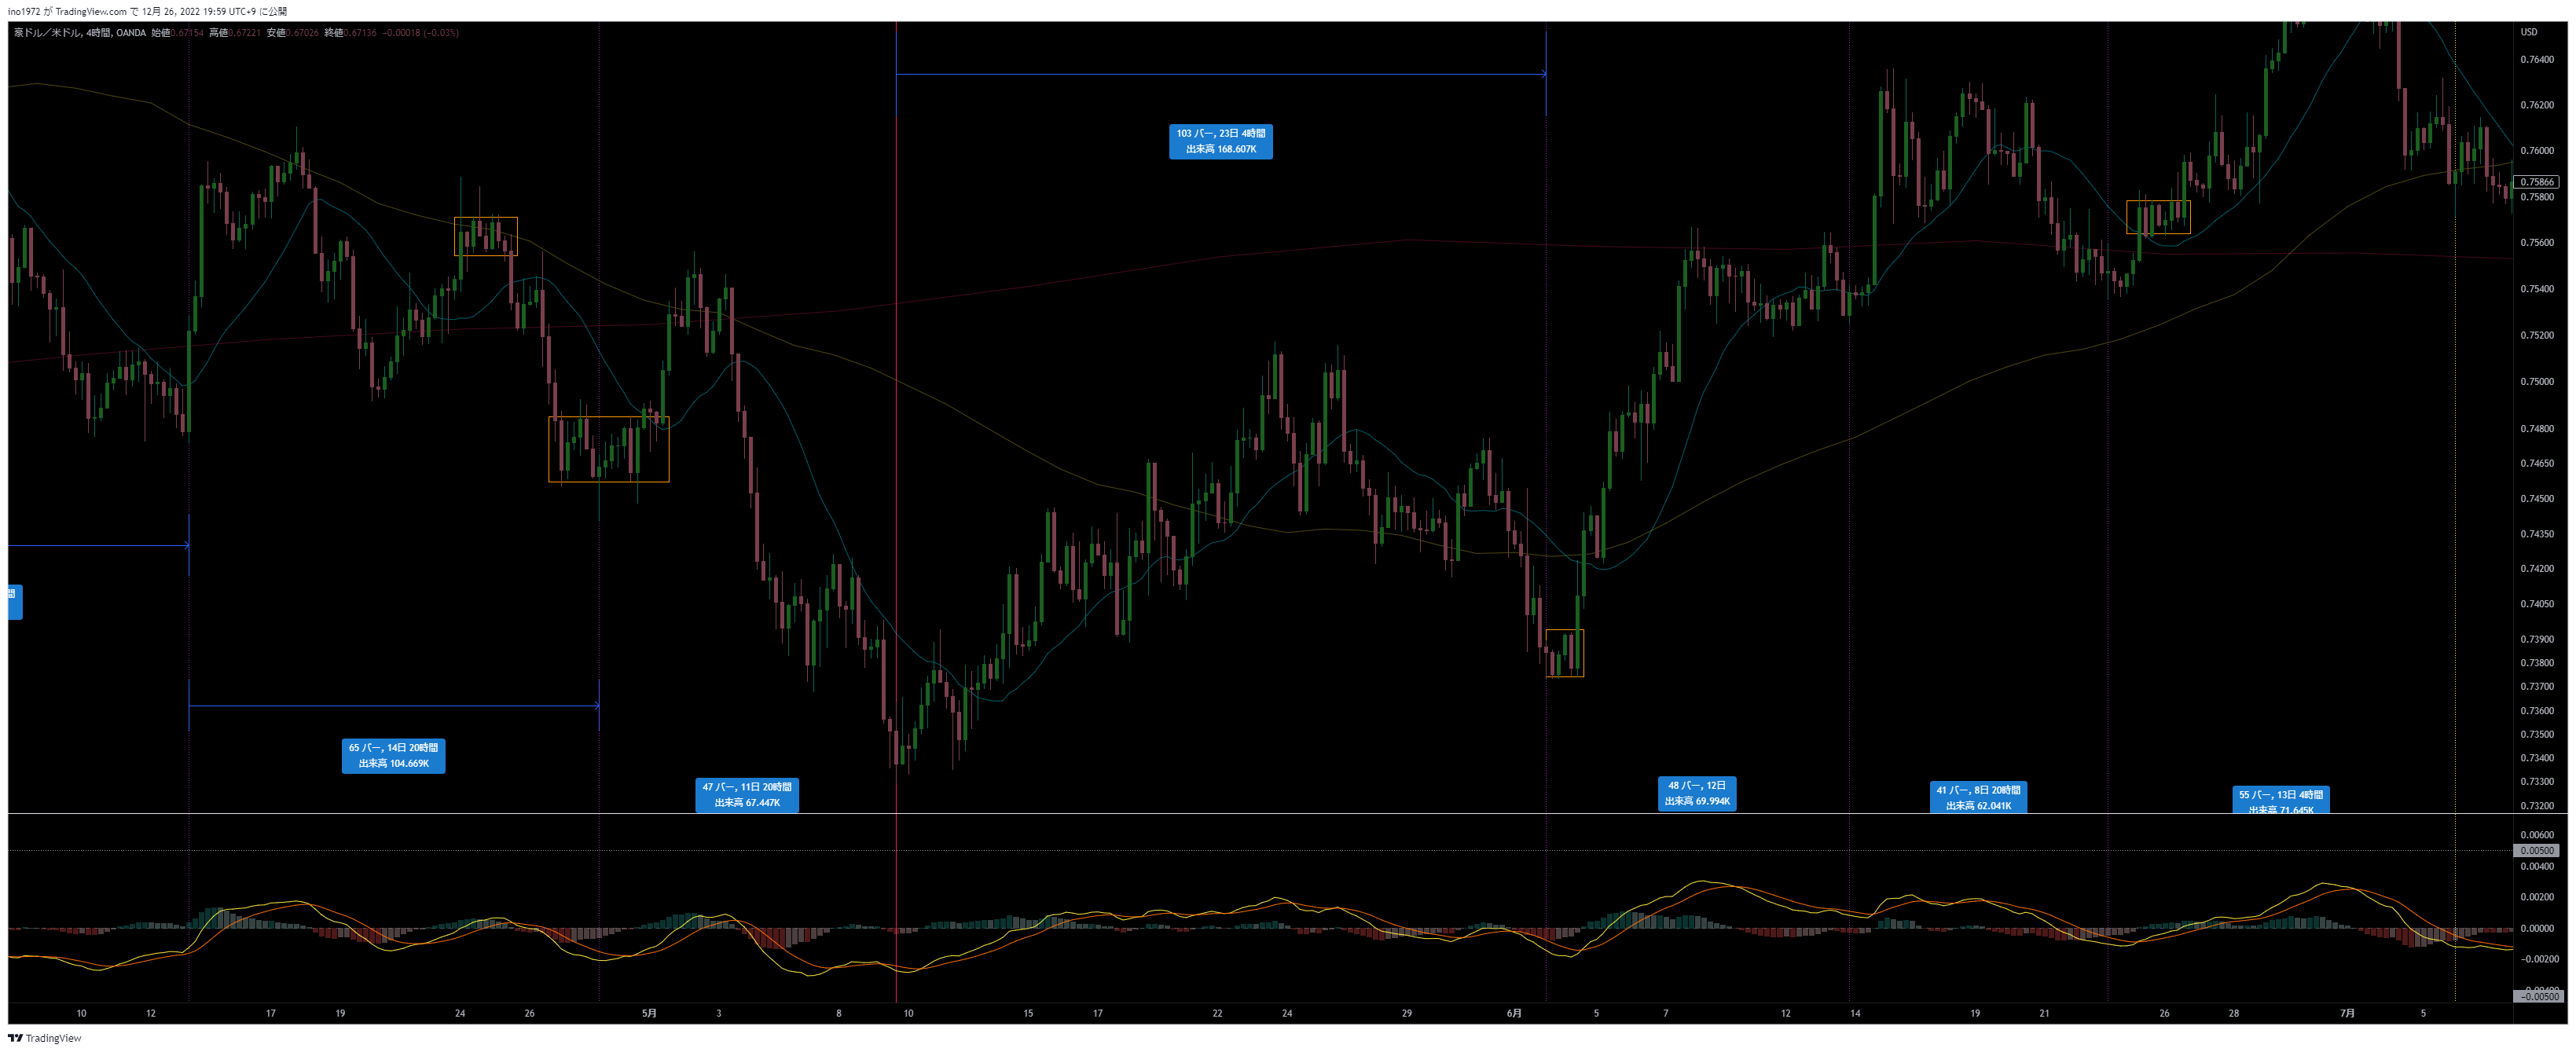 ino1972 が TradingView.com で 12月 26, 2022 19:59 UTC+9 に公開
豪ドル／米ドル, 4時間, OANDA 始値0.67154 高値0.67221 安値0.67026 終値0.67136 −0.00018 (−0.03%)
USD
0.76400
0.76200
0.76000
0.75866
0.75800
0.75600
0.75400
0.75200
0.75000
0.74800
0.74650
0.74500
0.74350
0.74200
0.74050
0.73900
0.73800
0.73700
0.73600
0.73500
0.73400
0.73300
0.73200
103 バー, 23日 4時間
出来高 168.607K
間
65 バー, 14日 20時間
出来高 104.669K
47 バー, 11日 20時間
出来高 67.447K
48 バー, 12日
出来高 69.994K
41 バー, 8日 20時間
出来高 62.041K
55 バー, 13日 4時間
出来高 71.645K
0.00600
0.00500
0.00400
0.00200
0.00000
−0.00200
−0.00500
10 12 17 19 24 26 5月 3 8 10 15 17 22 24 29 6月 5 7 12 14 19 21 26 28 7月 5
TradingView